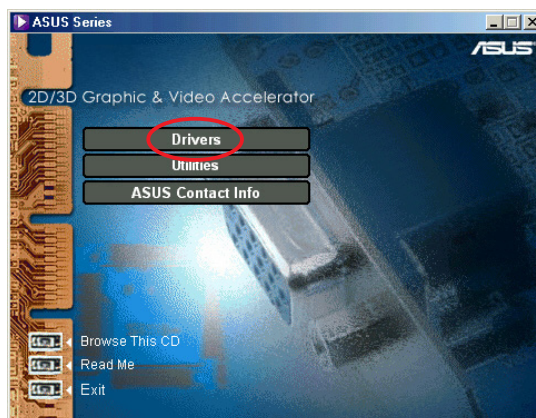 ASUS Series
ASUS
2D/3D Graphic & Video Accelerator
Drivers
Utilities
ASUS Contact Info
Browse This CD
Read Me
Exit